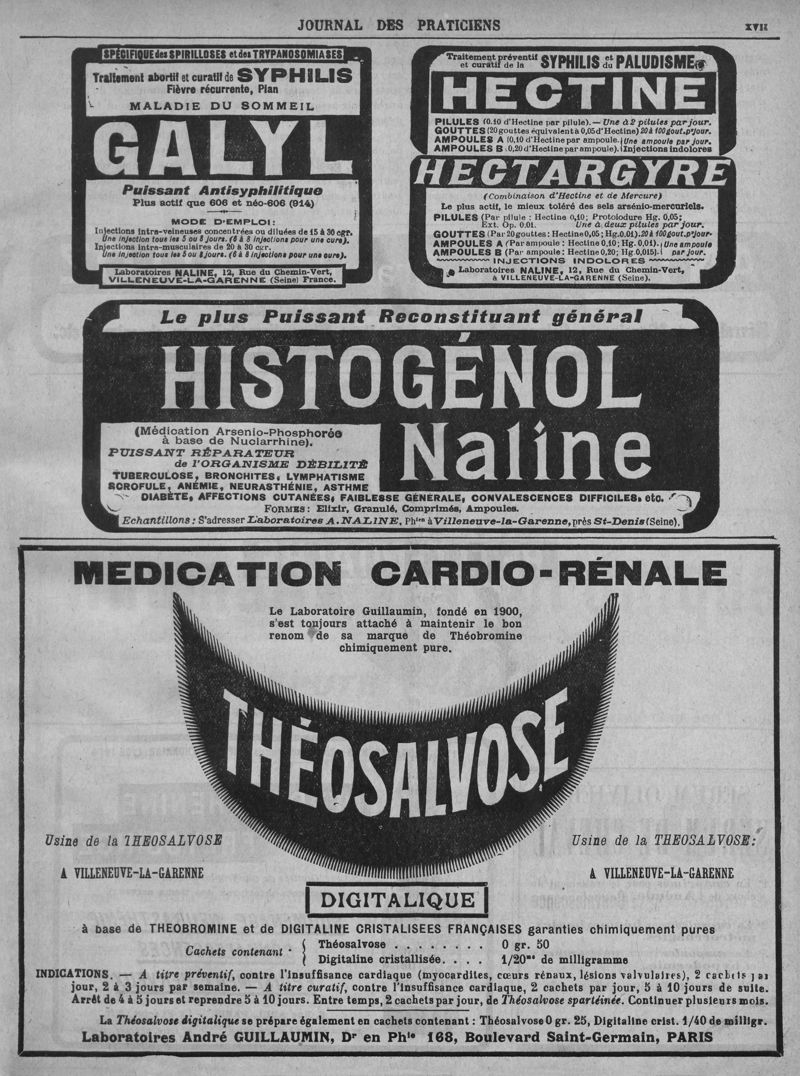 JOURNAL DES PRATICIENS
XVII
SPÉCIFIQUE des SPIRILLOSES et des TRYPANOSOMIASES
Traitement abortif et curatif de SYPHILIS
Fièvre récurrente, Pian
MALADIE DU SOMMEIL
GALYL
Puissant Antisyphilitique
Plus actif que 606 et néo-606 (914)
MODE D'EMPLOI:
Injections intra-veineuses concentrées ou diluées de 15 à 30 cgr.
Une injection tous les 5 ou 8 jours. (6 à 8 injections pour une cure).
Injections intra-musculaires de 20 à 30 cgr.
Une injection tous les 5 ou 8 jours. (6 à 8 injections pour une cure).
Laboratoires NALINE, 12, Rue du Chemin-Vert,
VILLENEUVE-LA-GARENNE (Seine) France.
Traitement préventif et curatif de la SYPHILIS et du PALUDISME
HECTINE
PILULES (0.10 d'Hectine par pilule). — Une à 2 pilules par jour.
GOUTTES (20 gouttes équivalent à 0,05 d'Hectine) 20 à 100 gout. p' jour.
AMPOULES A (0,10 d'Hectine par ampoule. Une ampoule par jour.
AMPOULES B (0,20 d'Hectine par ampoule). Injections indolores
HECTARGYRE
(Combinaison d'Hectine et de Mercure)
Le plus actif, le mieux toléré des sels arsénio-mercuriels.
PILULES (Par pilule : Hectine 0,10; Protoiodure Hg. 0,05;
Ext. Op. 0.01. Une à deux pilules par jour.
GOUTTES (Par 20 gouttes: Hectine 0,05; Hg.0.01). 20 à 100 gout. p' jour.
AMPOULES A (Par ampoule: Hectine 0,10; Hg. 0,01). Une ampoule
AMPOULES B (Par ampoule: Hectine 0,20; Hg. 0,015). par jour.
INJECTIONS INDOLORES
Laboratoires NALINE, 12, Rue du Chemin-Vert,
à VILLENEUVE-LA-GARENNE (Seine).
Le plus Puissant Reconstituant général
HISTOGÉNOL
Naline
(Médication Arsenio-Phosphorée
à base de Nuclarrhine).
PUISSANT RÉPARATEUR
de l'ORGANISME DÉBILITÉ
TUBERCULOSE, BRONCHITES, LYMPHATISME
SCROFULE, ANÉMIE, NEURASTHÉNIE, ASTHME
DIABÈTE, AFFECTIONS CUTANÉES, FAIBLESSE GÉNÉRALE, CONVALESCENCES DIFFICILES, etc.
FORMES: Elixir, Granulé, Comprimés, Ampoules.
Echantillons: S'adresser Laboratoires A. NALINE, Phien à Villeneuve-la-Garenne, près St-Denis (Seine).
MEDICATION CARDIO-RÉNALE
Le Laboratoire Guillaumin, fondé en 1900,
s'est toujours attaché à maintenir le bon
renom de sa marque de Théobromine
chimiquement pure.
THÉOSALVOSE
Usine de la THEOSALVOSE
A VILLENEUVE-LA-GARENNE
Usine de la THEOSALVOSE:
A VILLENEUVE-LA-GARENNE
DIGITALIQUE
à base de THEOBROMINE et de DIGITALINE CRISTALISEES FRANÇAISES garanties chimiquement pures
Cachets contenant
Théosalvose . . . . . . . . 0 gr. 50
Digitaline cristallisée. . . . 1/20me de milligramme
INDICATIONS. — A titre préventif, contre l'insuffisance cardiaque (myocardites, cœurs rénaux, lésions valvulaires), 2 cachets par
jour, 2 à 3 jours par semaine. — A titre curatif, contre l'insuffisance cardiaque, 2 cachets par jour, 5 à 10 jours de suite.
Arrêt de 4 à 5 jours et reprendre 5 à 10 jours. Entre temps, 2 cachets par jour, de Théosalvose spartéinée. Continuer plusieurs mois.
La Théosalvose digitalique se prépare également en cachets contenant : Théosalvose 0 gr. 25, Digitaline crist. 1/40 de milligr.
Laboratoires André GUILLAUMIN, Dr en Phie 168, Boulevard Saint-Germain, PARIS